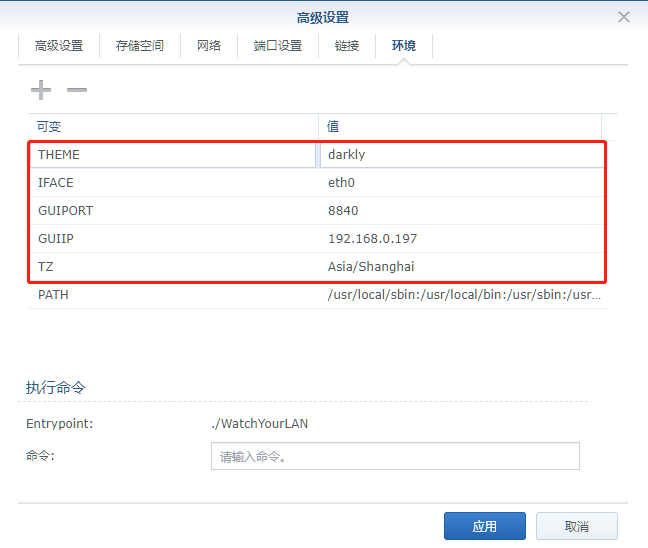 高级设置
高级设置 存储空间 网络 端口设置 链接 环境
可变 值
THEME darkly
IFACE eth0
GUIPORT 8840
GUIIP 192.168.0.197
TZ Asia/Shanghai
PATH /usr/local/sbin:/usr/local/bin:/usr/sbin:/usr...
执行命令
Entrypoint: ./WatchYourLAN
命令: 请输入命令。
应用 取消